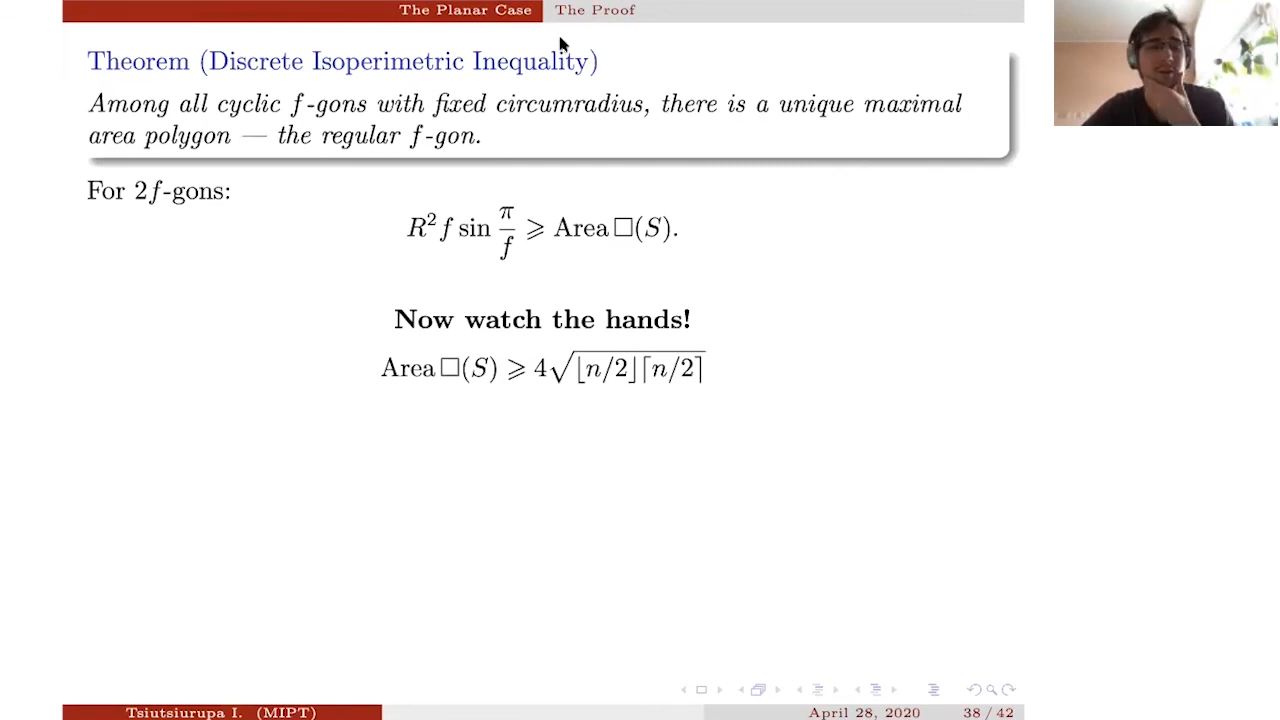 The Planar Case The Proof
Theorem (Discrete Isoperimetric Inequality)
Among all cyclic f-gons with fixed circumradius, there is a unique maximal
area polygon — the regular f-gon.
For 2f-gons:
R² f sin π/f ⩾ Area □(S).
Now watch the hands!
Area □(S) ⩾ 4√⌊n/2⌋⌈n/2⌉
Tsiutsiurupa I. (MIPT) April 28, 2020 38 / 42